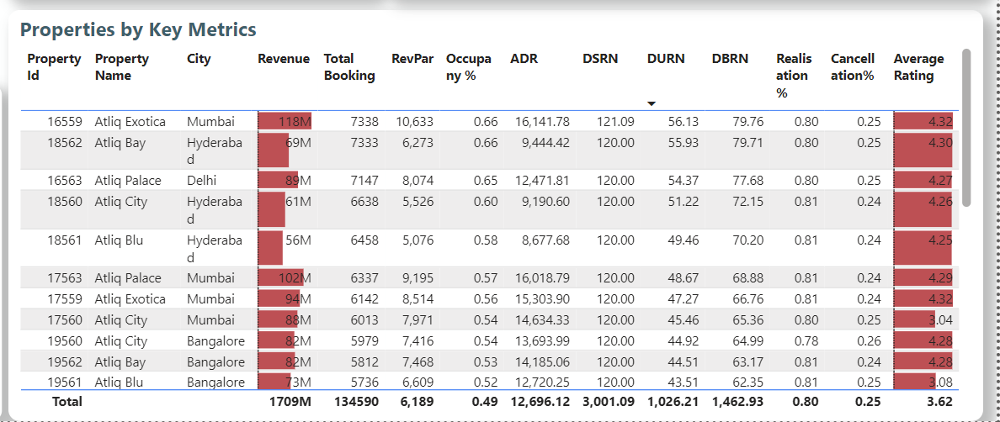 Properties by Key Metrics
Property Id Property Name City Revenue Total Booking RevPar Occupany % ADR DSRN DURN DBRN Realisation % Cancellation% Average Rating
16559 Atliq Exotica Mumbai 118M 7338 10,633 0.66 16,141.78 121.09 56.13 79.76 0.80 0.25 4.32
18562 Atliq Bay Hyderabad 69M 7333 6,273 0.66 9,444.42 120.00 55.93 79.71 0.80 0.25 4.30
16563 Atliq Palace Delhi 89M 7147 8,074 0.65 12,471.81 120.00 54.37 77.68 0.80 0.25 4.27
18560 Atliq City Hyderabad 61M 6638 5,526 0.60 9,190.60 120.00 51.22 72.15 0.81 0.24 4.26
18561 Atliq Blu Hyderabad 56M 6458 5,076 0.58 8,677.68 120.00 49.46 70.20 0.81 0.24 4.25
17563 Atliq Palace Mumbai 102M 6337 9,195 0.57 16,018.79 120.00 48.67 68.88 0.81 0.24 4.29
17559 Atliq Exotica Mumbai 94M 6142 8,514 0.56 15,303.90 120.00 47.27 66.76 0.81 0.24 4.32
17560 Atliq City Mumbai 88M 6013 7,971 0.54 14,634.33 120.00 45.46 65.36 0.80 0.25 3.04
19560 Atliq City Bangalore 82M 5979 7,416 0.54 13,693.99 120.00 44.92 64.99 0.78 0.26 4.28
19562 Atliq Bay Bangalore 82M 5812 7,468 0.53 14,185.06 120.00 44.51 63.17 0.81 0.24 4.28
19561 Atliq Blu Bangalore 73M 5736 6,609 0.52 12,720.25 120.00 43.51 62.35 0.81 0.25 3.08
Total 1709M 134590 6,189 0.49 12,696.12 3,001.09 1,026.21 1,462.93 0.80 0.25 3.62